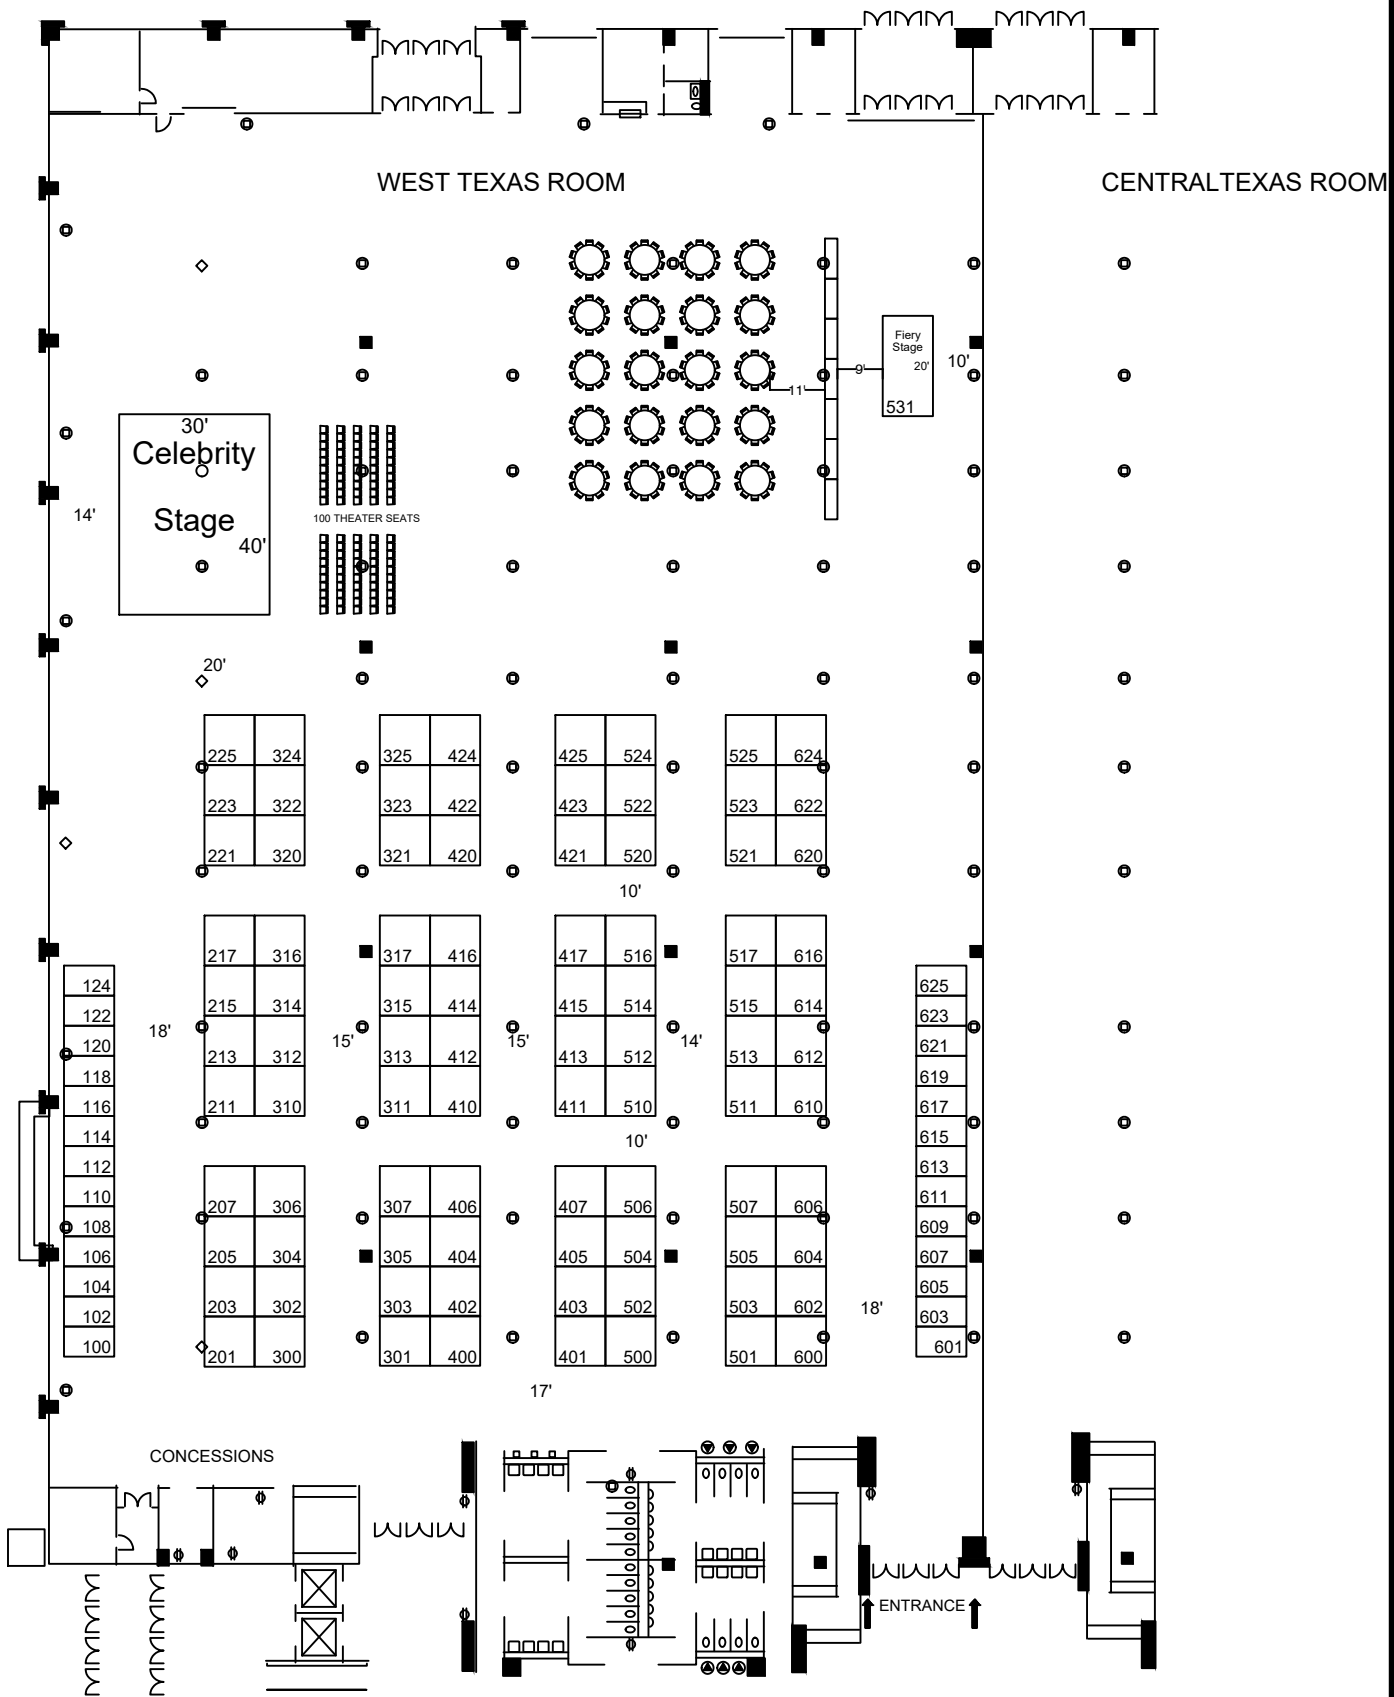 WEST TEXAS ROOM
CENTRALTEXAS ROOM
Fiery
Stage
20'
10'
9'
11'
531
30'
Celebrity
Stage
40'
14'
100 THEATER SEATS
20'
225 324 325 424 425 524 525 624
223 322 323 422 423 522 523 622
221 320 321 420 421 520 521 620
10'
217 316 317 416 417 516 517 616
124 625
215 314 315 414 415 514 515 614
122 623
18' 15' 15' 14'
120 621
213 312 313 412 413 512 513 612
118 619
116 617
211 310 311 410 411 510 511 610
114 615
10'
112 613
110 611
207 306 307 406 407 506 507 606
108 609
106 607
205 304 305 404 405 504 505 604
104 605
203 302 303 402 403 502 503 602
18'
102 603
100 601
201 300 301 400 401 500 501 600
17'
CONCESSIONS
ENTRANCE